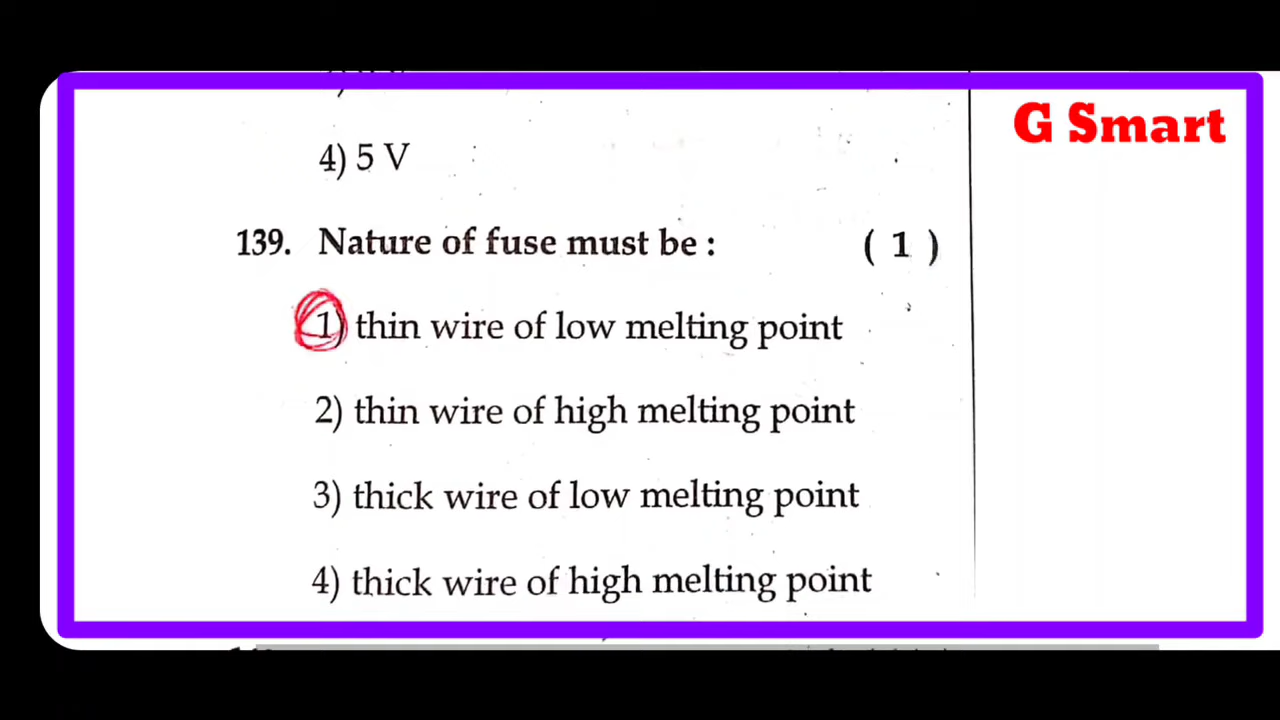 G Smart
4) 5 V
139. Nature of fuse must be : ( 1 )
1) thin wire of low melting point
2) thin wire of high melting point
3) thick wire of low melting point
4) thick wire of high melting point